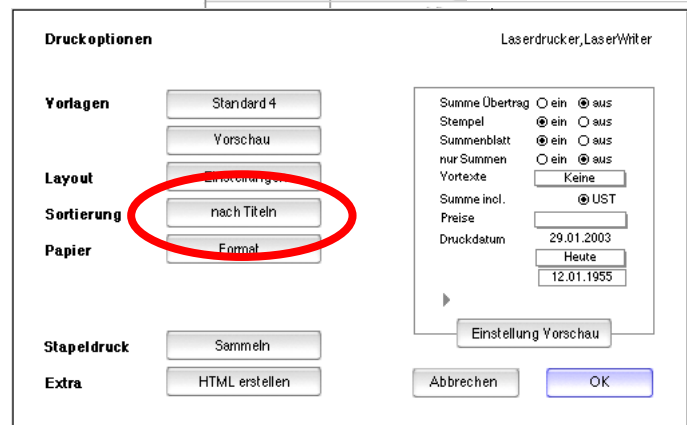 Druckoptionen
Laserdrucker,LaserWriter
Vorlagen
Standard 4
Vorschau
Layout
Einstellungen
Sortierung
nach Titeln
Papier
Format
Stapeldruck
Sammeln
Extra
HTML erstellen
Summe Übertrag ein aus
Stempel ein aus
Summenblatt ein aus
nur Summen ein aus
Vortexte Keine
Summe incl. UST
Preise
Druckdatum 29.01.2003
Heute
12.01.1955
Einstellung Vorschau
Abbrechen
OK